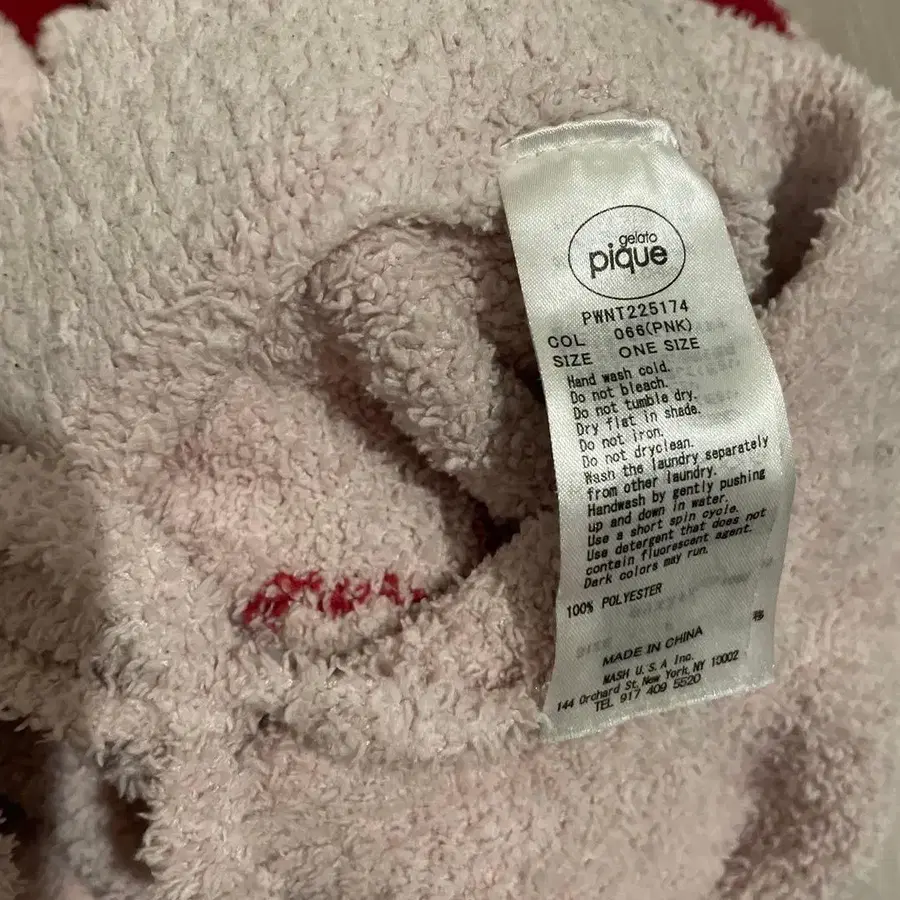 gelato
pique
PWNT225174
COL 066(PNK)
SIZE ONE SIZE
Hand wash cold.
Do not bleach.
Do not tumble dry.
Dry flat in shade.
Do not iron.
Do not dryclean.
Wash the laundry separately
from other laundry.
Handwash by gently pushing
up and down in water.
Use a short spin cycle.
Use detergent that does not
contain fluorescent agent.
Dark colors may run.
100% POLYESTER
MADE IN CHINA
MASH U.S.A Inc.
144 Orchard St, New York, NY 10002
TEL 917 409 5520